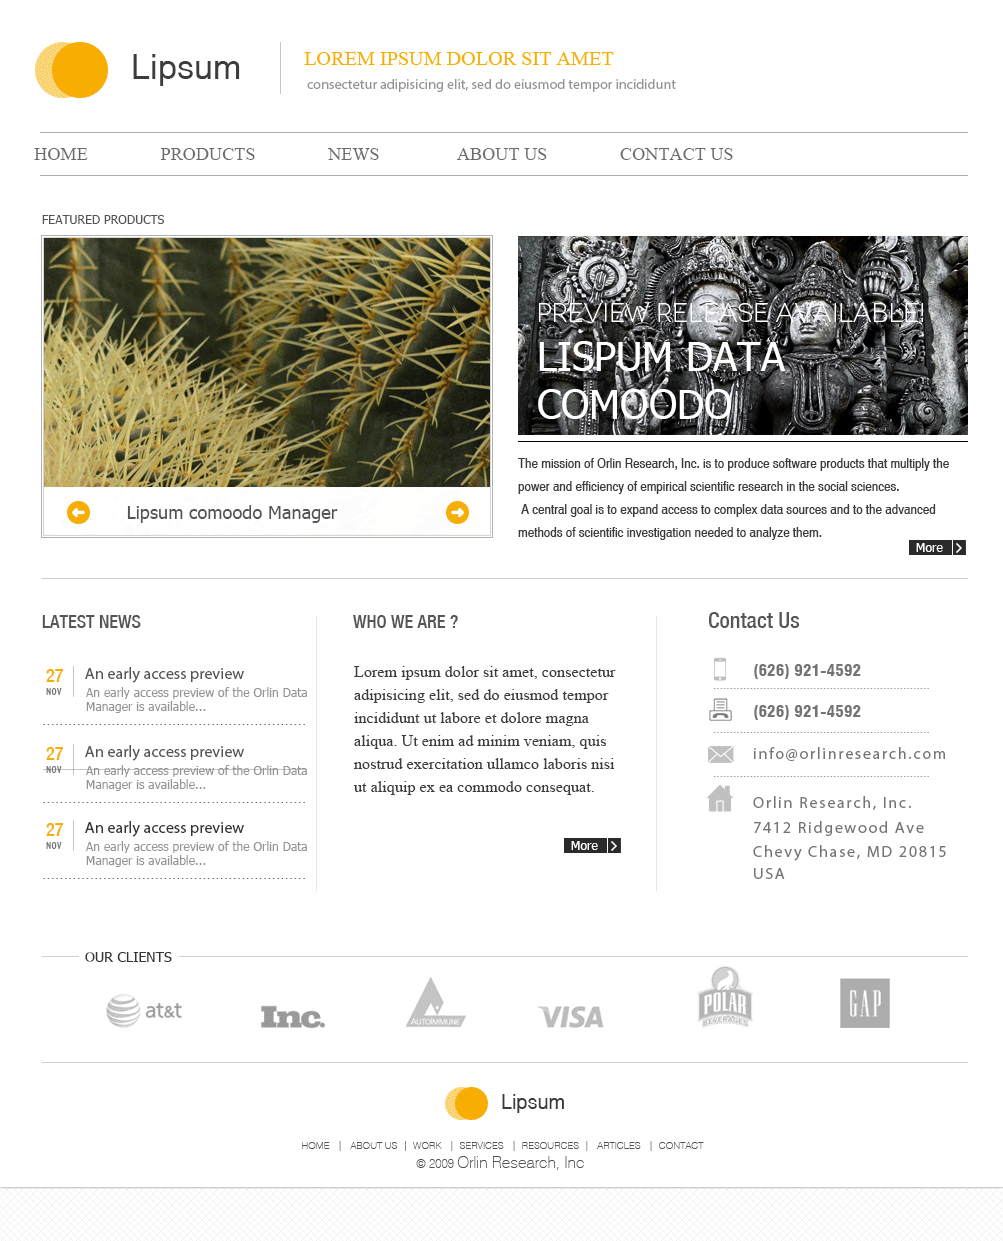 Lipsum
LOREM IPSUM DOLOR SIT AMET
consectetur adipisicing elit, sed do eiusmod tempor incididunt
HOME PRODUCTS NEWS ABOUT US CONTACT US
FEATURED PRODUCTS
Lipsum comoodo Manager
PREVIEW RELEASE AVAILABLE!
LISPUM DATA
COMOODO
The mission of Orlin Research, Inc. is to produce software products that multiply the
power and efficiency of empirical scientific research in the social sciences.
A central goal is to expand access to complex data sources and to the advanced
methods of scientific investigation needed to analyze them.
More
LATEST NEWS
27
NOV
An early access preview
An early access preview of the Orlin Data
Manager is available...
27
NOV
An early access preview
An early access preview of the Orlin Data
Manager is available...
27
NOV
An early access preview
An early access preview of the Orlin Data
Manager is available...
WHO WE ARE ?
Lorem ipsum dolor sit amet, consectetur
adipisicing elit, sed do eiusmod tempor
incididunt ut labore et dolore magna
aliqua. Ut enim ad minim veniam, quis
nostrud exercitation ullamco laboris nisi
ut aliquip ex ea commodo consequat.
More
Contact Us
(626) 921-4592
(626) 921-4592
info@orlinresearch.com
Orlin Research, Inc.
7412 Ridgewood Ave
Chevy Chase, MD 20815
USA
OUR CLIENTS
at&t
Inc.
AUTOIMMUNE
VISA
POLAR
BEVERAGES
GAP
Lipsum
HOME | ABOUT US | WORK | SERVICES | RESOURCES | ARTICLES | CONTACT
© 2009 Orlin Research, Inc